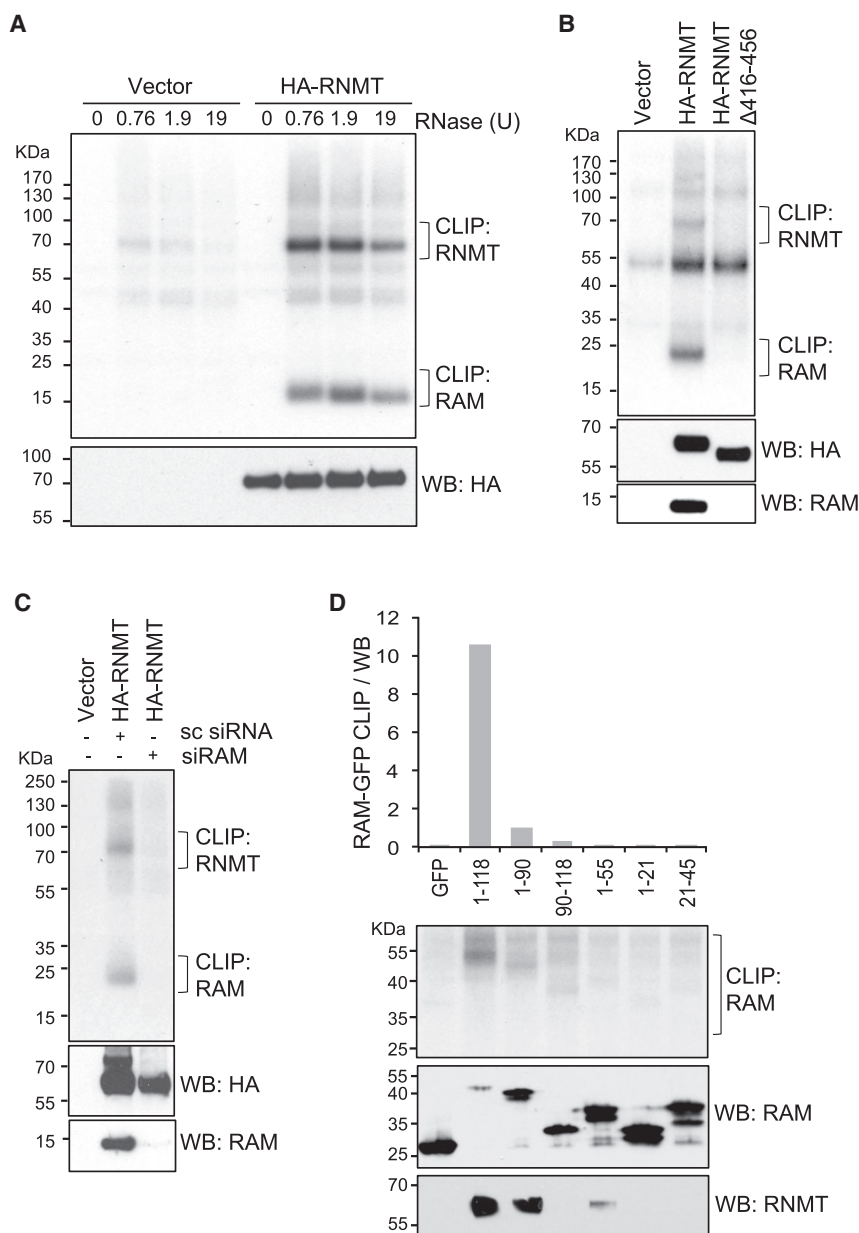 A
Vector HA-RNMT
0 0.76 1.9 19 0 0.76 1.9 19 RNase (U)
KDa
170
130
100
70
55
40
35
25
15
CLIP:
RNMT
CLIP:
RAM
100
70
55
WB: HA
B
Vector
HA-RNMT
HA-RNMT
Δ416-456
KDa
170
130
100
70
55
40
35
25
15
CLIP:
RNMT
CLIP:
RAM
70
55
WB: HA
15
WB: RAM
C
Vector
HA-RNMT
HA-RNMT
- + - sc siRNA
- - + siRAM
KDa
250
130
100
70
55
35
25
15
CLIP:
RNMT
CLIP:
RAM
70
55
WB: HA
15
WB: RAM
D
RAM-GFP CLIP / WB
12
10
8
6
4
2
0
GFP
1-118
1-90
90-118
1-55
1-21
21-45
KDa
55
40
35
25
CLIP:
RAM
55
40
35
25
WB: RAM
70
55
WB: RNMT